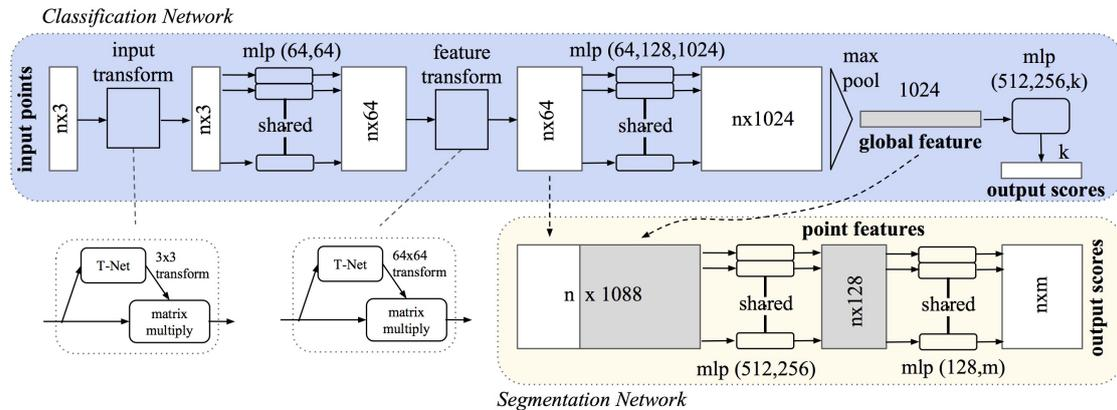 Classification Network
input points
nx3
input
transform
nx3
mlp (64,64)
shared
nx64
feature
transform
nx64
mlp (64,128,1024)
shared
nx1024
max
pool
1024
global feature
mlp
(512,256,k)
k
output scores
T-Net
3x3
transform
matrix
multiply
T-Net
64x64
transform
matrix
multiply
point features
n x 1088
shared
mlp (512,256)
nx128
shared
mlp (128,m)
nxm
output scores
Segmentation Network